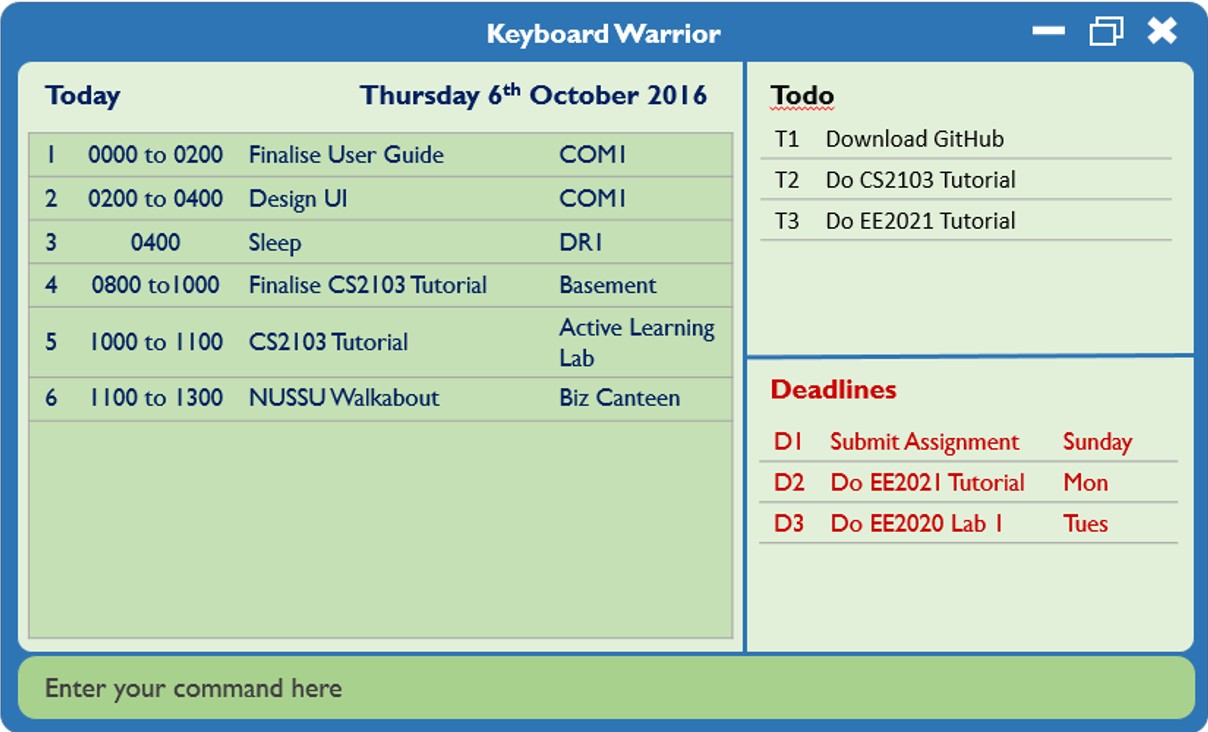 Keyboard Warrior
Today Thursday 6th October 2016
1 0000 to 0200 Finalise User Guide COM1
2 0200 to 0400 Design UI COM1
3 0400 Sleep DR1
4 0800 to1000 Finalise CS2103 Tutorial Basement
5 1000 to 1100 CS2103 Tutorial Active Learning
Lab
6 1100 to 1300 NUSSU Walkabout Biz Canteen
Todo
T1 Download GitHub
T2 Do CS2103 Tutorial
T3 Do EE2021 Tutorial
Deadlines
D1 Submit Assignment Sunday
D2 Do EE2021 Tutorial Mon
D3 Do EE2020 Lab 1 Tues
Enter your command here